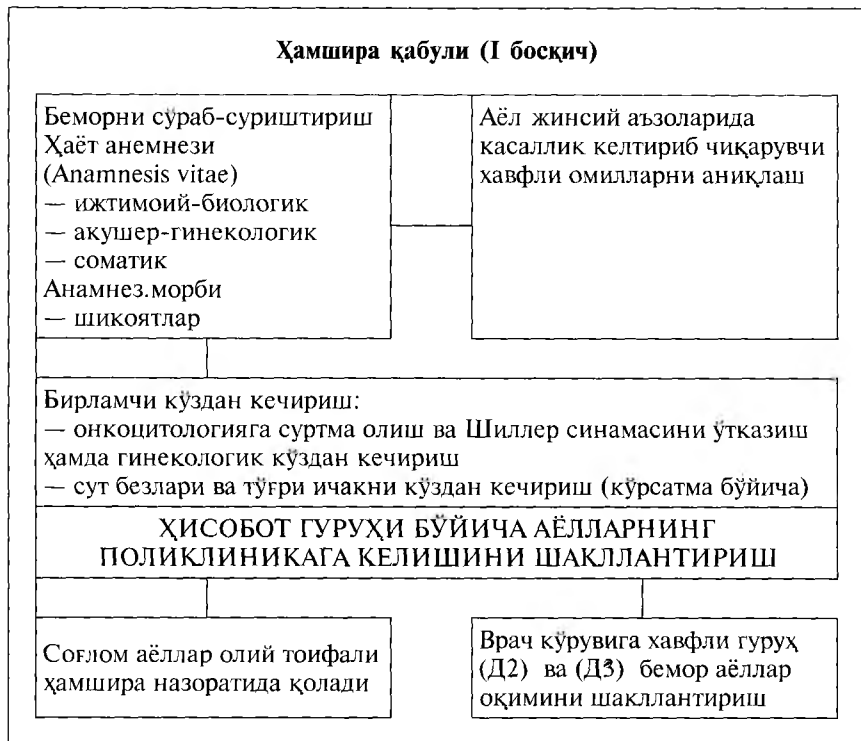 Ҳамшира қабули (I босқич)
Беморни сўраб-суриштириш
Ҳаёт анемнези
(Anamnesis vitae)
— ижтимоий-биологик
— акушер-гинекологик
— соматик
Анамнез.морби
— шикоятлар
Аёл жинсий аъзоларида
касаллик келтириб чиқарувчи
хавфли омилларни аниқлаш
Бирламчи кўздан кечириш:
— онкоцитологияга суртма олиш ва Шиллер синамасини ўтказиш
ҳамда гинекологик кўздан кечириш
— сут безлари ва тўғри ичакни кўздан кечириш (кўрсатма бўйича)
ҲИСОБОТ ГУРУҲИ БЎЙИЧА АЁЛЛАРНИНГ
ПОЛИКЛИНИКАГА КЕЛИШИНИ ШАКЛЛАНТИРИШ
Соғлом аёллар олий тоифали
ҳамшира назоратида қолади
Врач кўрувига хавфли гуруҳ
(Д2) ва (Д3) бемор аёллар
оқимини шакллантириш